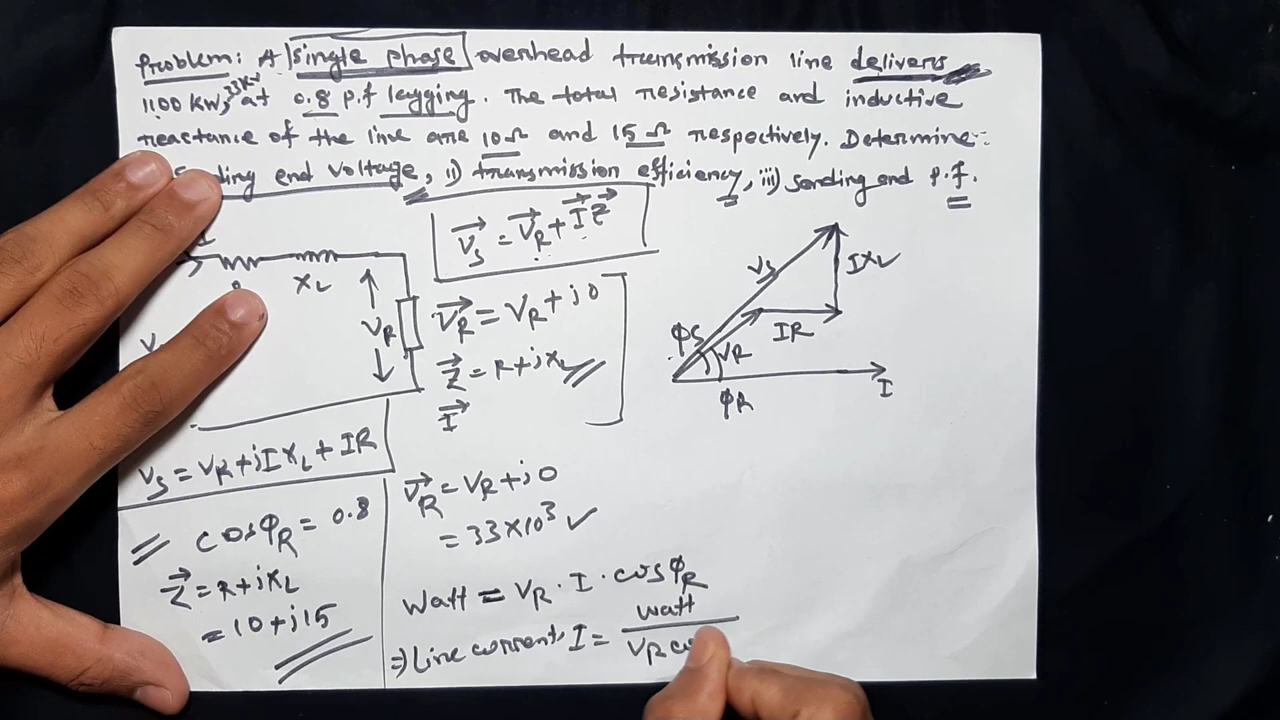 Problem: A single phase overhead transmission line delivers
1100 KW, 33KV at 0.8 p.f lagging. The total resistance and inductive
reactance of the line are 10Ω and 15Ω respectively. Determine:
ending end voltage, ii) transmission efficiency, iii) sending end p.f.
I
XL
VR
VS = VR + jIXL + IR
cosφR = 0.8
Z = R + jXL
= 10 + j15
VS = VR + I Z
VR = VR + j0
Z = R + jXL
I
VR = VR + j0
= 33×10³ ✓
Watt = VR · I · cosφR
⇒ Line current, I = watt / VR co
VS
IXL
IR
φS
VR
φR
I